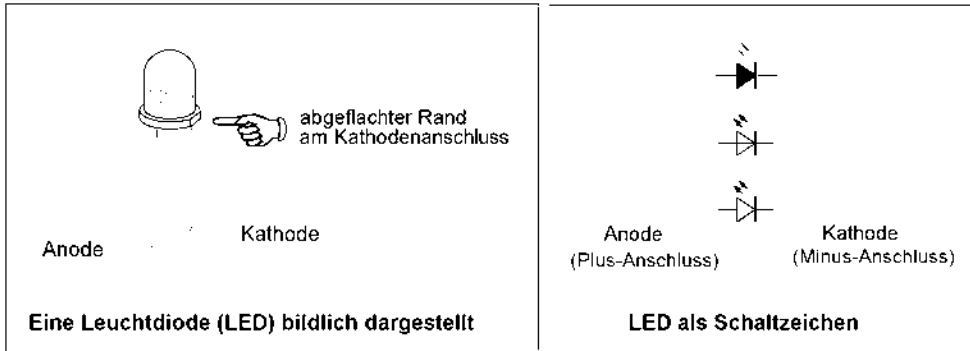 abgeflachter Rand
am Kathodenanschluss
Anode
Kathode
Eine Leuchtdiode (LED) bildlich dargestellt
Anode
(Plus-Anschluss)
Kathode
(Minus-Anschluss)
LED als Schaltzeichen